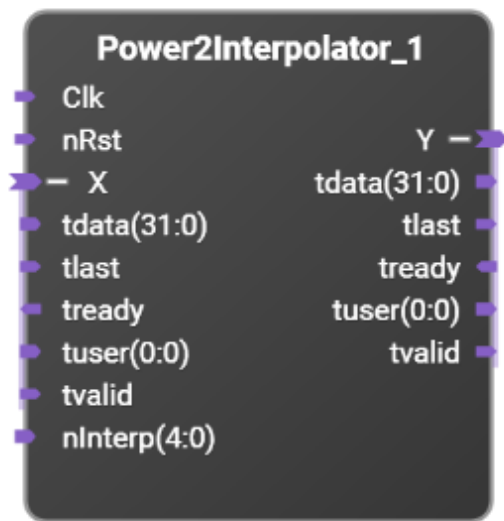 Power2Interpolator_1
Clk
nRst
Y
X
tdata(31:0)
tdata(31:0)
tlast
tlast
tready
tready
tuser(0:0)
tuser(0:0)
tvalid
tvalid
nInterp(4:0)